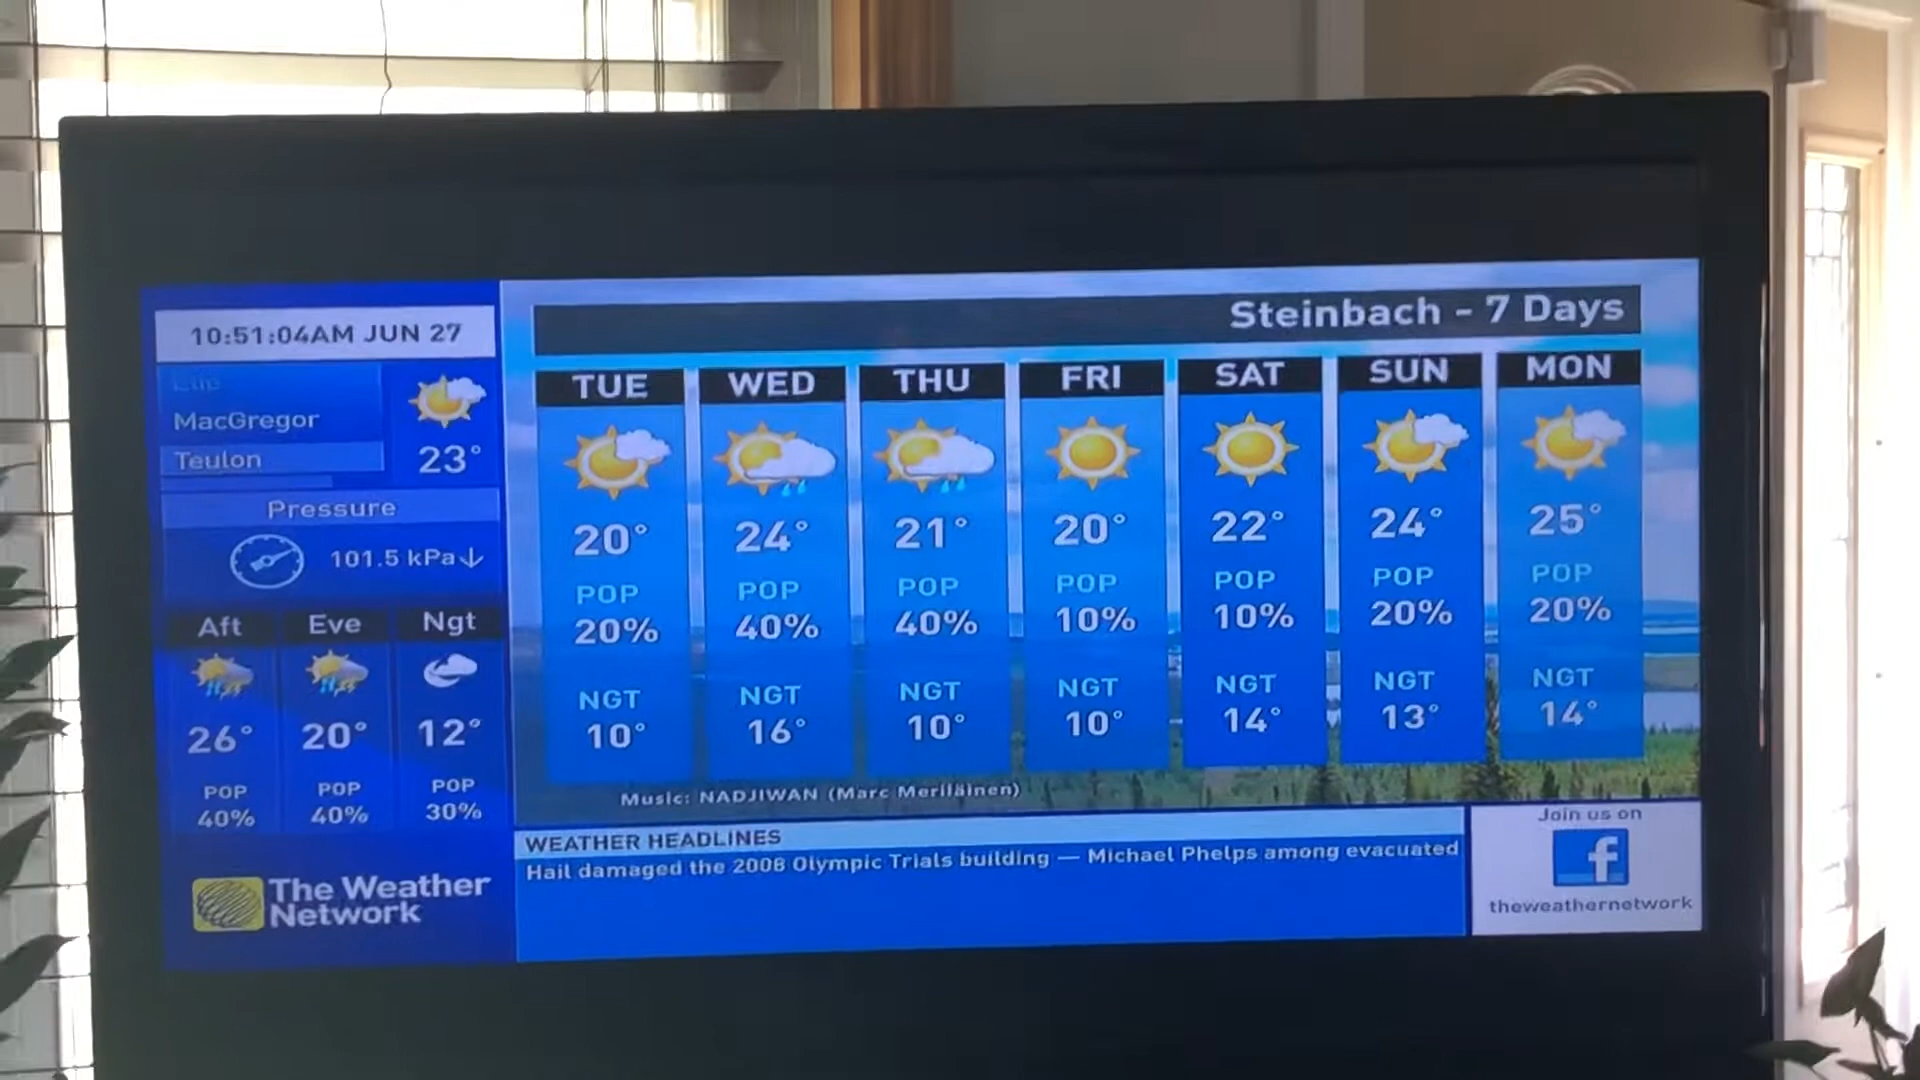 Steinbach - 7 Days
10:51:04AM JUN 27
MacGregor
Teulon
23°
Pressure
101.5 kPa↓
Aft Eve Ngt
26° 20° 12°
POP POP POP
40% 40% 30%
The Weather
Network
TUE WED THU FRI SAT SUN MON
20° 24° 21° 20° 22° 24° 25°
POP POP POP POP POP POP POP
20% 40% 40% 10% 10% 20% 20%
NGT NGT NGT NGT NGT NGT NGT
10° 16° 10° 10° 14° 13° 14°
Music: NADJIWAN (Marc Meriläinen)
WEATHER HEADLINES
Hail damaged the 2008 Olympic Trials building — Michael Phelps among evacuated
Join us on
f
theweathernetwork